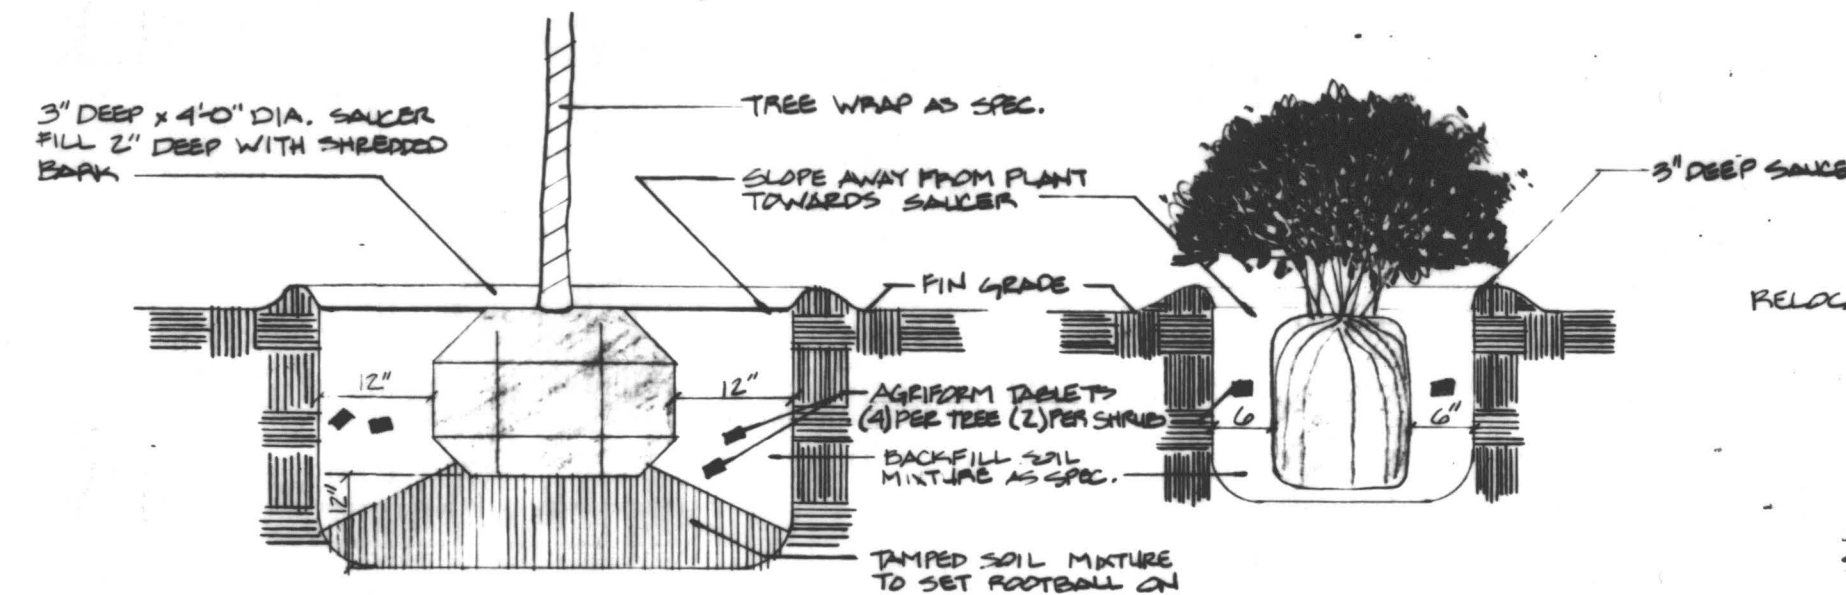 3" DEEP x 4'-0" DIA. SAUCER
FILL 2" DEEP WITH SHREDDED
BARK
TREE WRAP AS SPEC.
SLOPE AWAY FROM PLANT
TOWARDS SAUCER
3" DEEP SAUCE
FIN GRADE
RELOC
12"
12"
AGRIFORM TABLETS
(4) PER TREE (2) PER SHRUB
6
6"
BACKFILL SOIL
MIXTURE AS SPEC.
12"
TAMPED SOIL MIXTURE
TO SET ROOTBALL ON